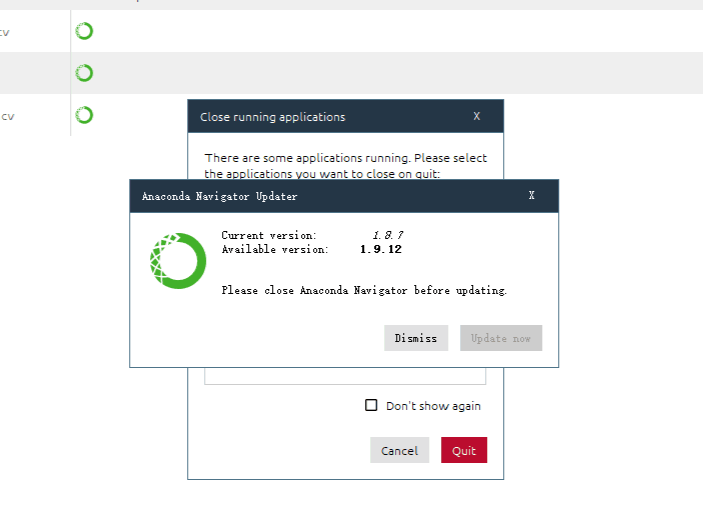 cv
cv
Close running applications X
There are some applications running. Please select
the applications you want to close on quit:
Anaconda Navigator Updater X
Current version: 1.8.7
Available version: 1.9.12
Please close Anaconda Navigator before updating.
Dismiss Update now
Don't show again
Cancel Quit